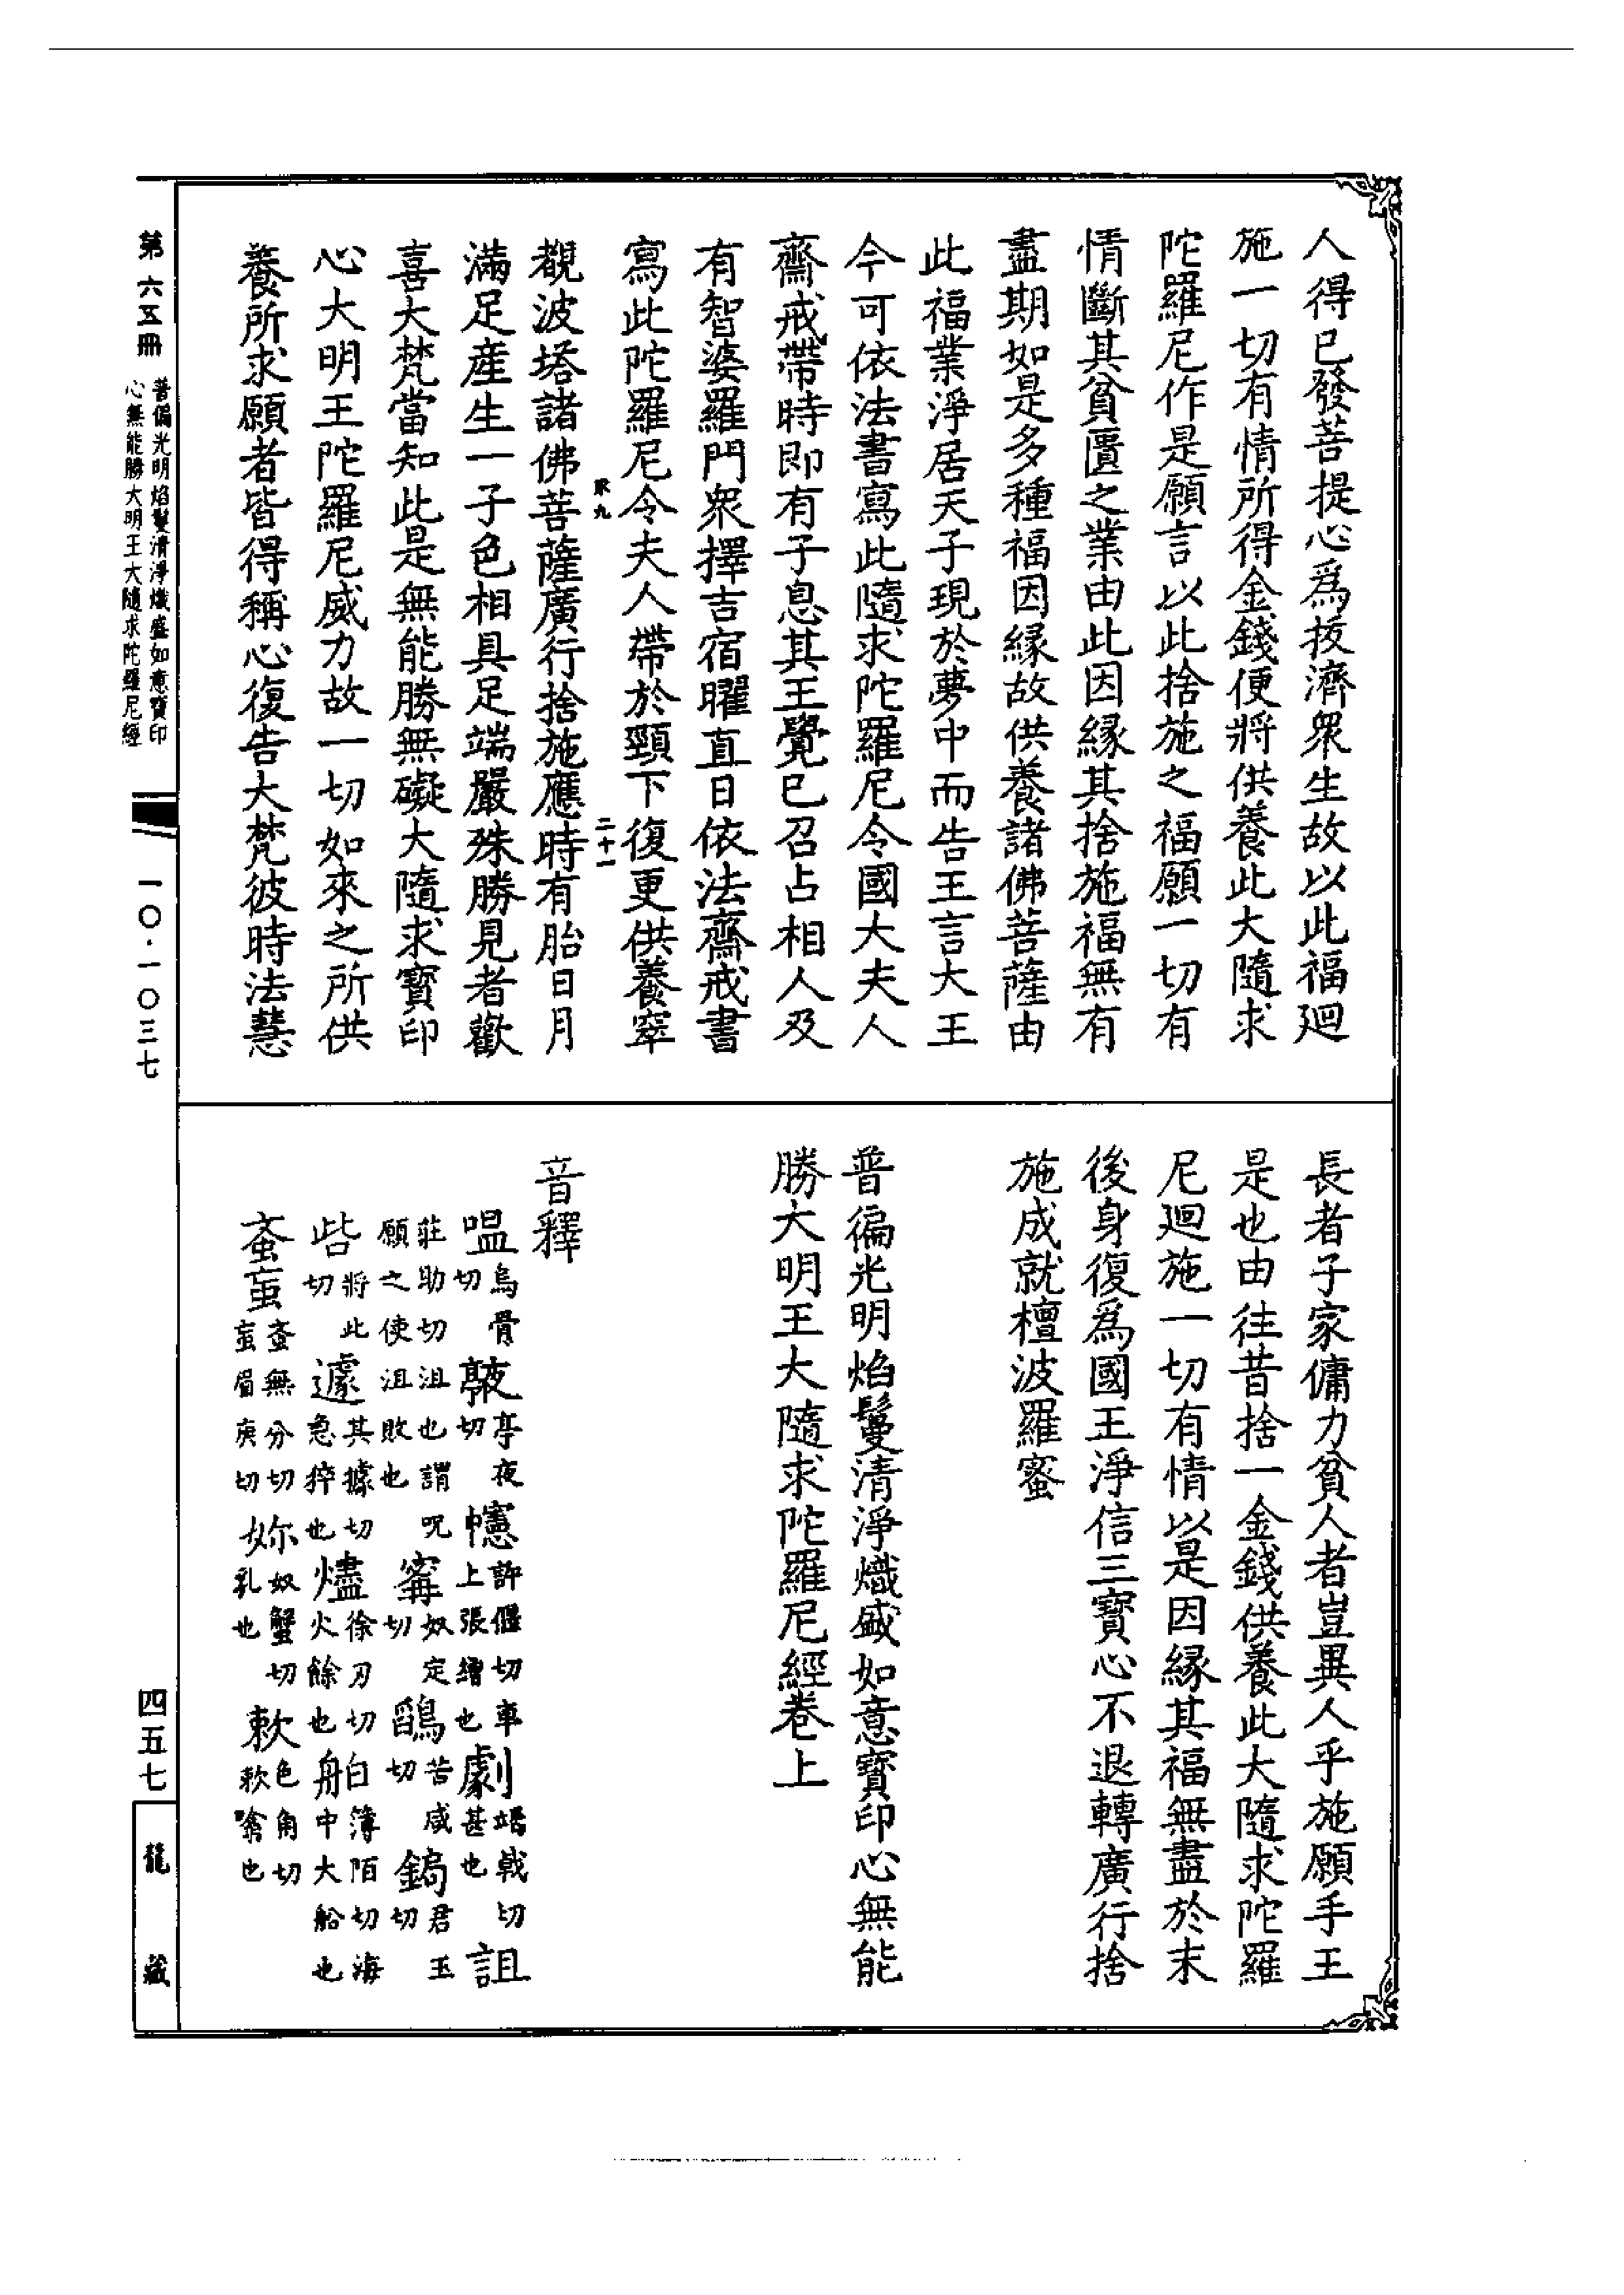 人得已發菩提心爲拔濟衆生故以此福廻
施一切有情所得金錢便將供養此大隨求
陀羅尼作是願言以此捨施之福願一切有
情斷其貧匱之業由此因緣其捨施福無有
盡期如是多種福因緣故供養諸佛菩薩由
此福業淨居天子現於夢中而告王言大王
今可依法書寫此隨求陀羅尼令國大夫人
齋戒帶時即有子息其王覺已召占相人及
有智婆羅門衆擇吉宿曜直日依法齋戒書
寫此陀羅尼令夫人帶於頸下復更供養窣
覩波塔諸佛菩薩廣行捨施應時有胎日月
滿足產生一子色相具足端嚴殊勝見者歡
喜大梵當知此是無能勝無礙大隨求寶印
心大明王陀羅尼威力故一切如來之所供
養所求願者皆得稱心復告大梵彼時法慧
長者子家傭力貧人者豈異人乎施願手王
是也由往昔捨一金錢供養此大隨求陀羅
尼廻施一切有情以是因緣其福無盡於末
後身復爲國王淨信三寶心不退轉廣行捨
施成就檀波羅蜜
普徧光明焰鬘清淨熾盛如意寶印心無能
勝大明王大隨求陀羅尼經卷上
音釋
嗢烏骨切 㪇亭夜切 幰許偃切車上張繒也 劇竭戟切甚也 詛
莊助切沮也謂呪願之使沮敗也 寗奴定切 鵮苦咸切 鋦君玉切
呰將此切 遽其據切急猝也 燼徐刃切火餘也 舶簿陌切海中大船也
蚉䖟蚉無分切䖟眉庚切 妳奴蟹切乳也 欶色角切欶噏也
第六五冊
普徧光明焰鬘清淨熾盛如意寶印
心無能勝大明王大隨求陀羅尼經
一〇·一〇三七
四五七
龍藏